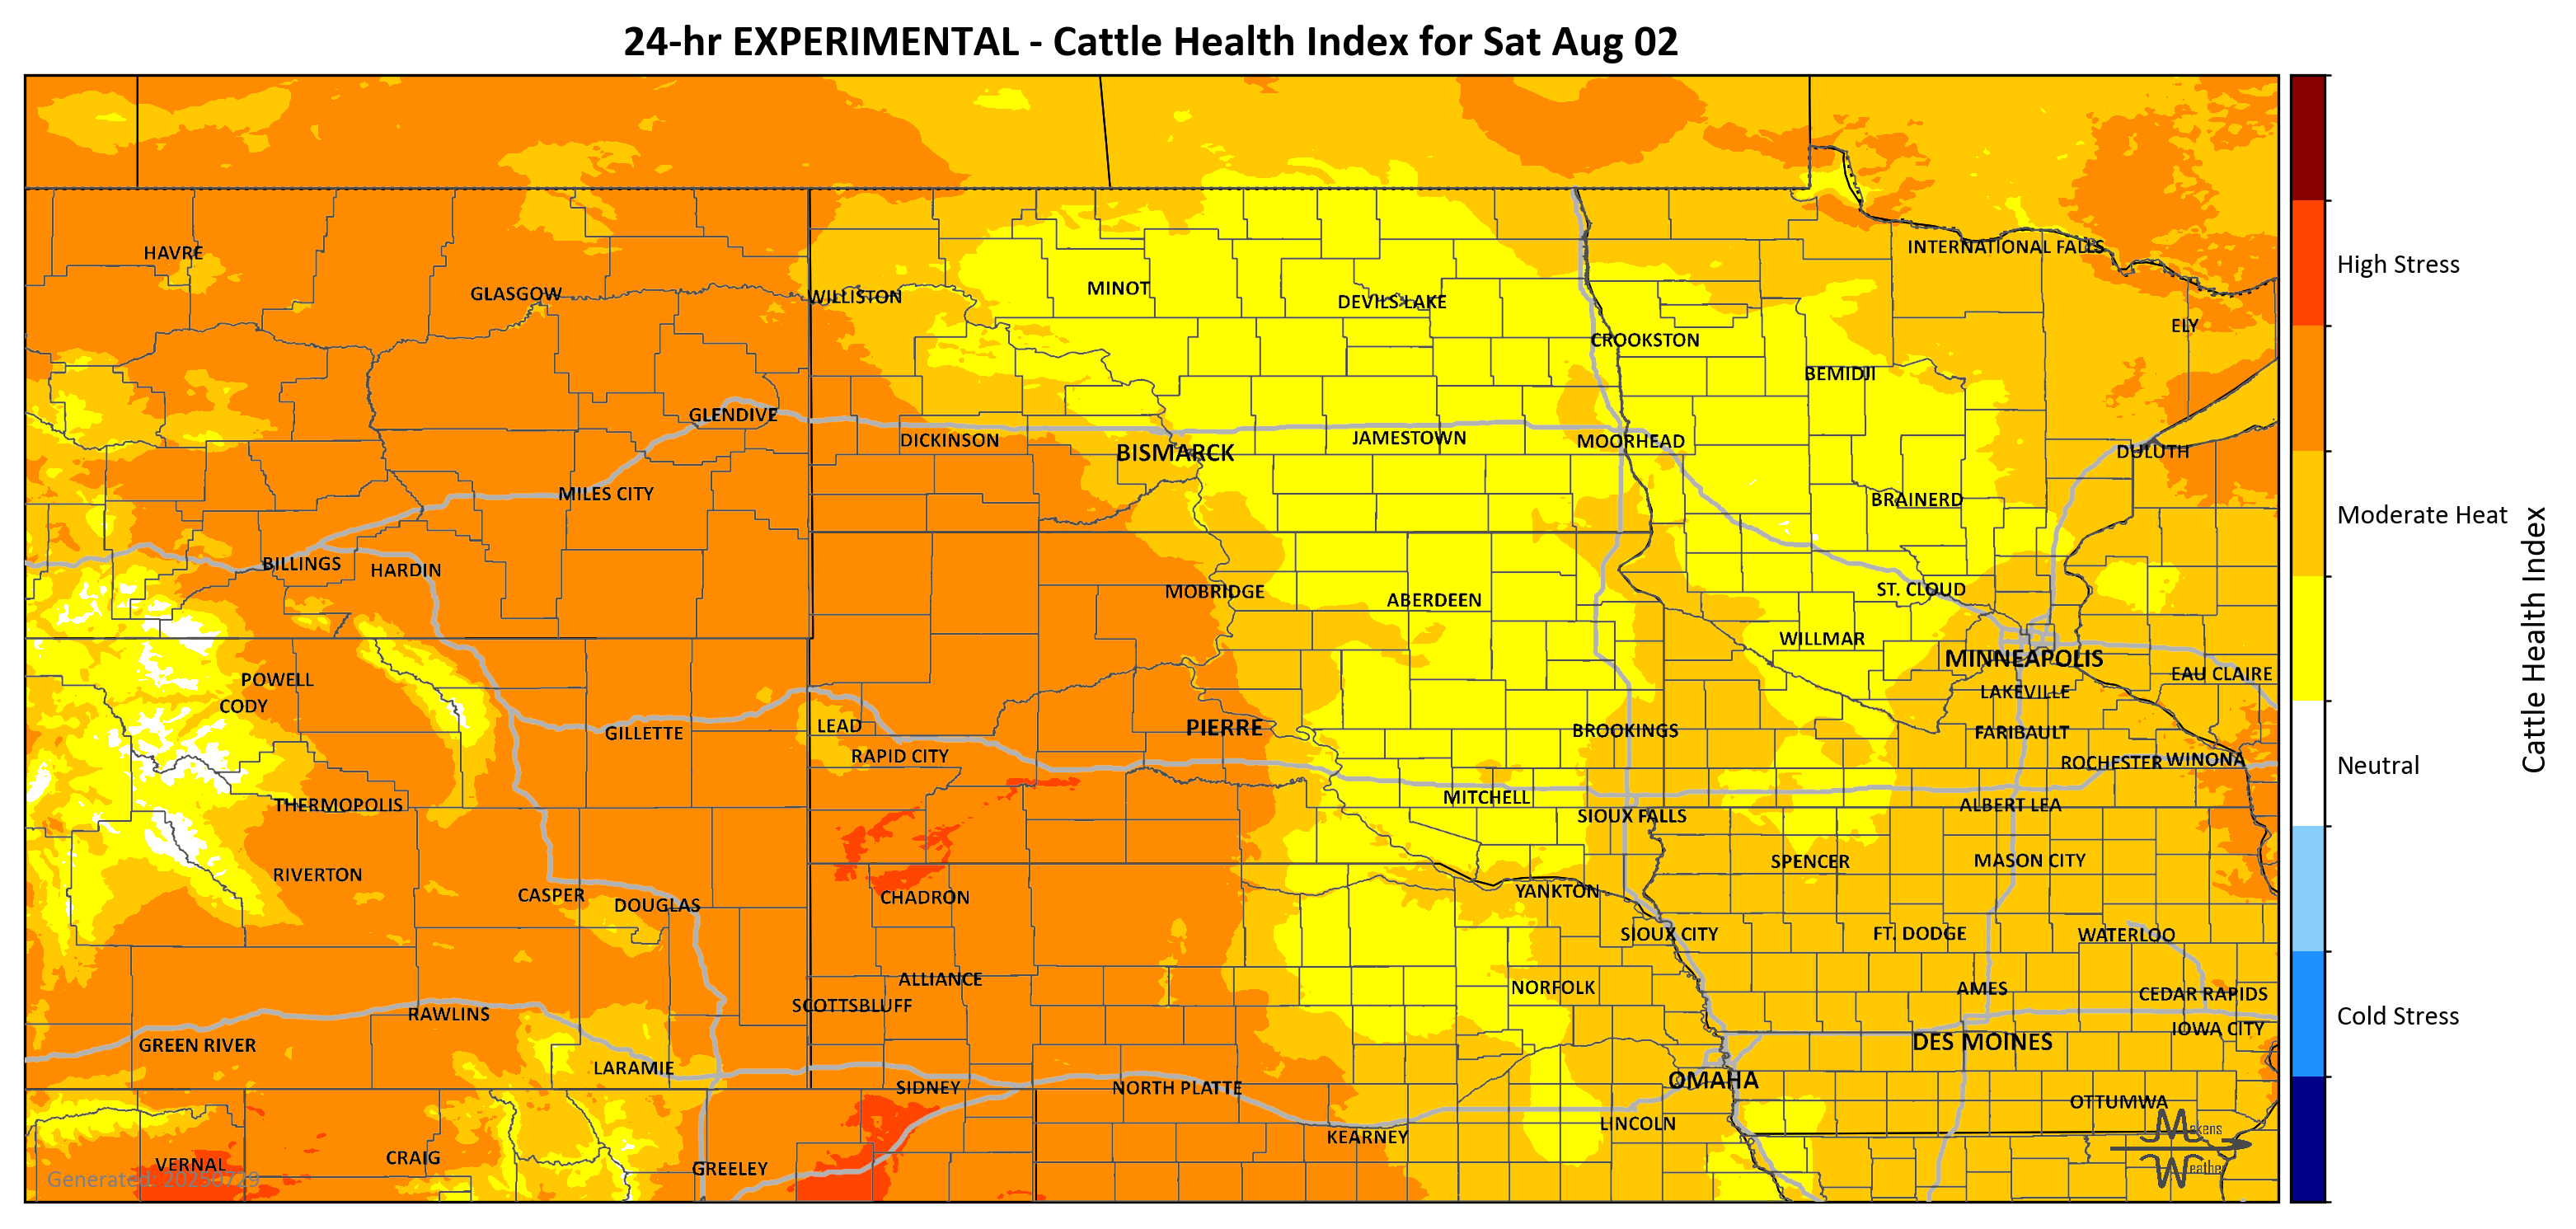 24-hr EXPERIMENTAL - Cattle Health Index for Sat Aug 02
HAVRE
INTERNATIONAL FALLS
GLASGOW
WILLISTON
MINOT
DEVILS LAKE
ELY
CROOKSTON
BEMIDJI
GLENDIVE
DICKINSON
BISMARCK
JAMESTOWN
MOORHEAD
DULUTH
MILES CITY
BRAINERD
BILLINGS
HARDIN
MOBRIDGE
ABERDEEN
ST. CLOUD
WILLMAR
MINNEAPOLIS
POWELL
CODY
LAKEVILLE
EAU CLAIRE
GILLETTE
LEAD
RAPID CITY
PIERRE
BROOKINGS
FARIBAULT
ROCHESTER
WINONA
THERMOPOLIS
MITCHELL
SIOUX FALLS
ALBERT LEA
RIVERTON
SPENCER
MASON CITY
CASPER
DOUGLAS
CHADRON
YANKTON
SIOUX CITY
FT. DODGE
WATERLOO
ALLIANCE
SCOTTSBLUFF
NORFOLK
AMES
CEDAR RAPIDS
RAWLINS
GREEN RIVER
IOWA CITY
DES MOINES
LARAMIE
SIDNEY
NORTH PLATTE
OMAHA
OTTUMWA
KEARNEY
LINCOLN
VERNAL
CRAIG
GREELEY
Generated: 20250729
Makens
Weather
High Stress
Moderate Heat
Neutral
Cold Stress
Cattle Health Index